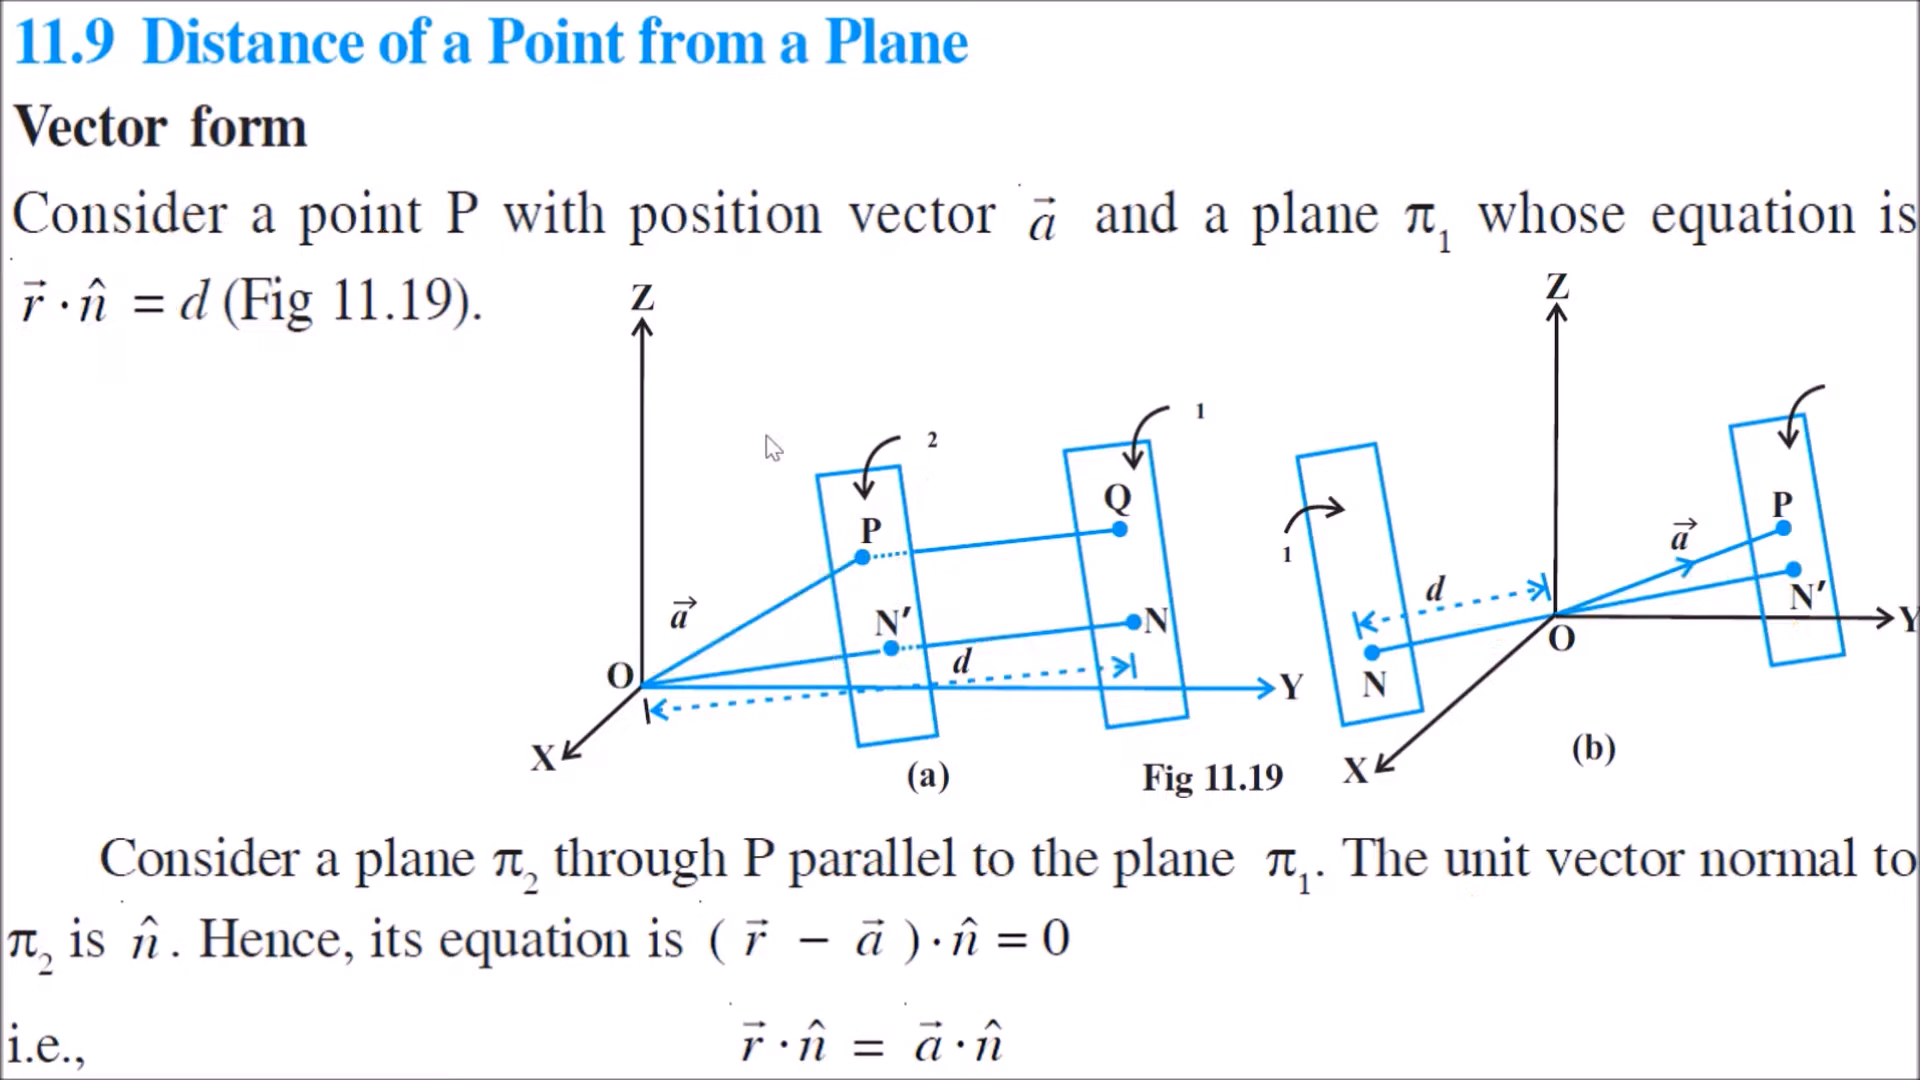 11.9 Distance of a Point from a Plane
Vector form
Consider a point P with position vector a⃗ and a plane π₁ whose equation is
r⃗ · n̂ = d (Fig 11.19).
Z
Z
2
1
Q
P
P
a⃗
1
d
a⃗
N′
N
N′
Y
O
d
O
Y
N
X
(b)
X
(a)
Fig 11.19
Consider a plane π₂ through P parallel to the plane π₁. The unit vector normal to
π₂ is n̂. Hence, its equation is ( r⃗ − a⃗ ) · n̂ = 0
i.e., r⃗ · n̂ = a⃗ · n̂